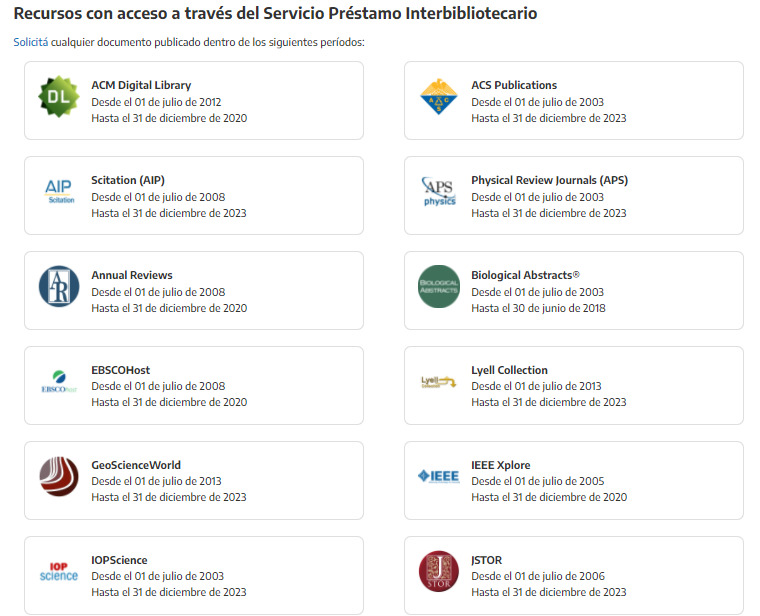 Recursos con acceso a través del Servicio Préstamo Interbibliotecario
Solicitá cualquier documento publicado dentro de los siguientes períodos:
DL
ACM Digital Library
Desde el 01 de julio de 2012
Hasta el 31 de diciembre de 2020
ACS
ACS Publications
Desde el 01 de julio de 2003
Hasta el 31 de diciembre de 2023
AIP
Scitation
Scitation (AIP)
Desde el 01 de julio de 2008
Hasta el 31 de diciembre de 2023
APS
physics
Physical Review Journals (APS)
Desde el 01 de julio de 2003
Hasta el 31 de diciembre de 2023
AR
Annual Reviews
Desde el 01 de julio de 2008
Hasta el 31 de diciembre de 2020
BIOLOGICAL
ABSTRACTS
Biological Abstracts®
Desde el 01 de julio de 2003
Hasta el 30 de junio de 2018
EBSCOHost
EBSCOHost
Desde el 01 de julio de 2008
Hasta el 31 de diciembre de 2020
Lyell
Lyell Collection
Desde el 01 de julio de 2013
Hasta el 31 de diciembre de 2023
GeoScienceWorld
Desde el 01 de julio de 2013
Hasta el 31 de diciembre de 2023
IEEE
IEEE Xplore
Desde el 01 de julio de 2005
Hasta el 31 de diciembre de 2020
IOP
science
IOPScience
Desde el 01 de julio de 2003
Hasta el 31 de diciembre de 2023
J
STOR
JSTOR
Desde el 01 de julio de 2006
Hasta el 31 de diciembre de 2023